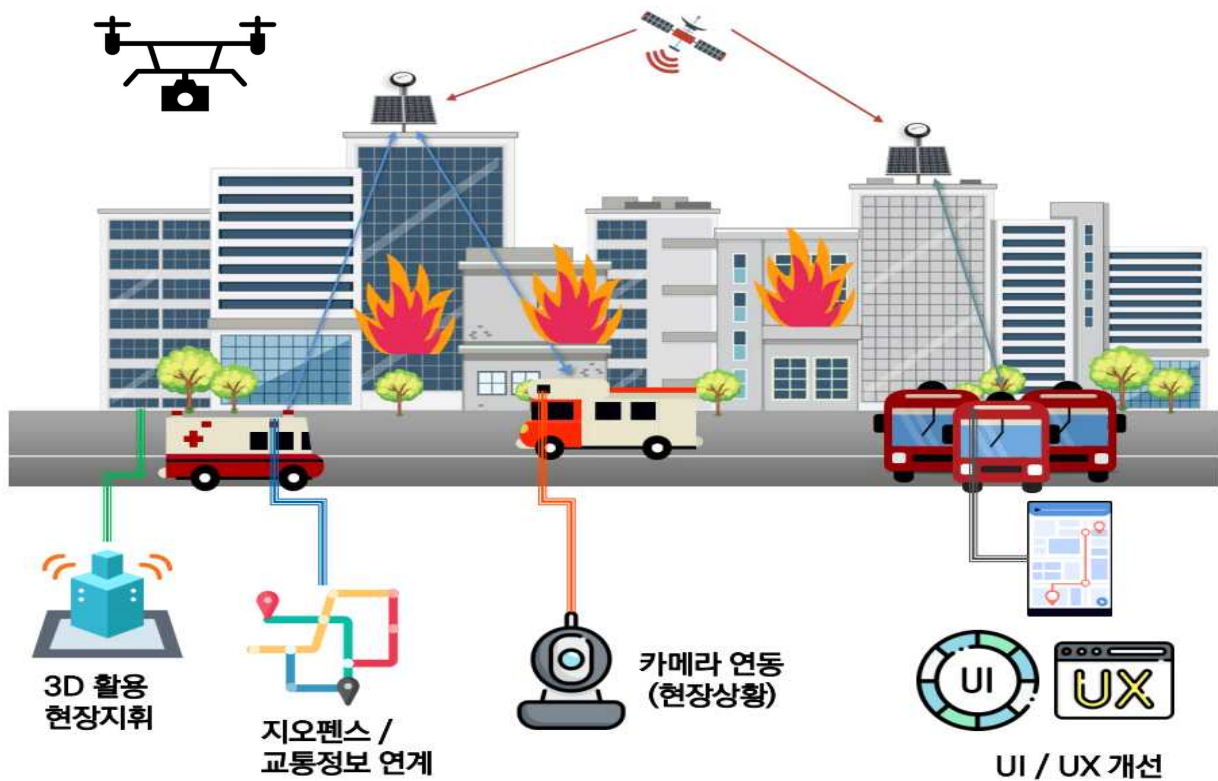 3D 활용
현장지휘
지오펜스 /
교통정보 연계
카메라 연동
(현장상황)
UI
UX
UI / UX 개선